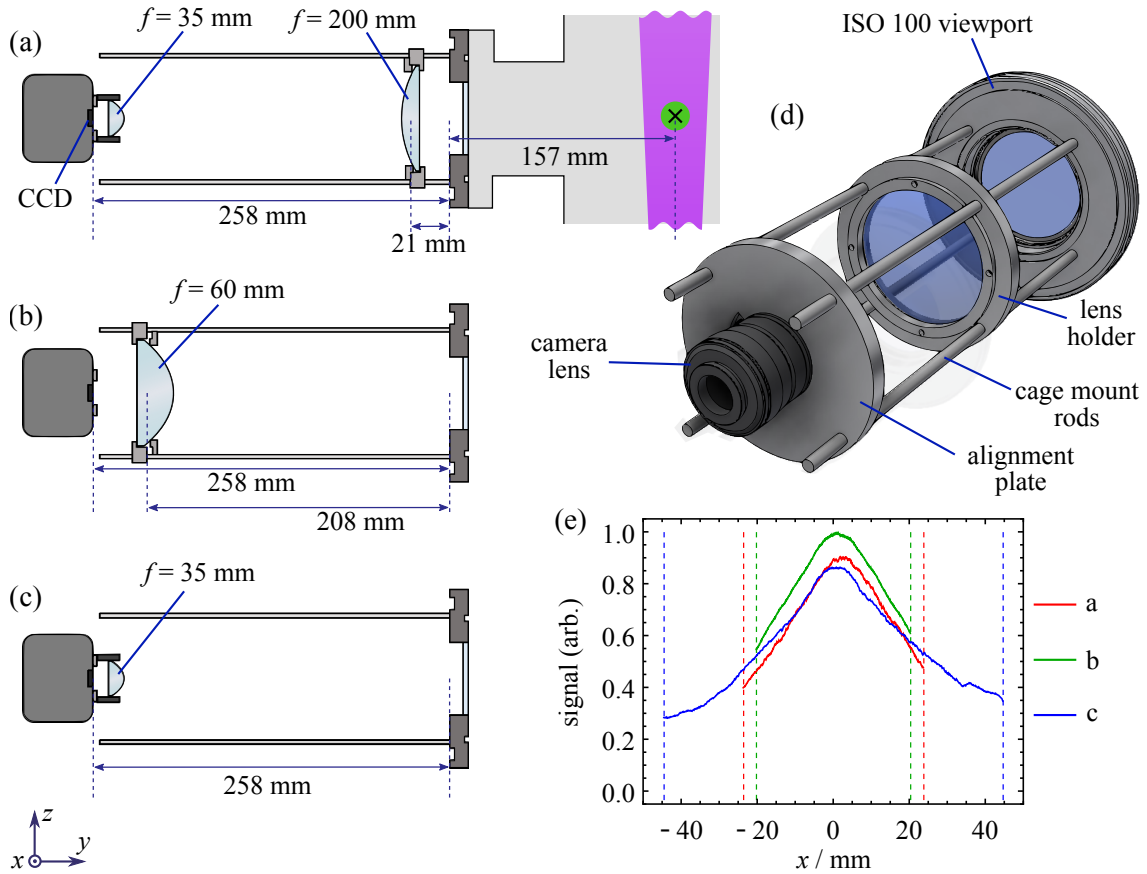 (a)
f = 35 mm
f = 200 mm
CCD
258 mm
21 mm
157 mm
(b)
f = 60 mm
258 mm
208 mm
(c)
f = 35 mm
258 mm
z
x
y
(d)
ISO 100 viewport
camera
lens
lens
holder
cage mount
rods
alignment
plate
(e)
signal (arb.)
1.0
0.8
0.6
0.4
0.2
0.0
- 40
- 20
0
20
40
x / mm
a
b
c